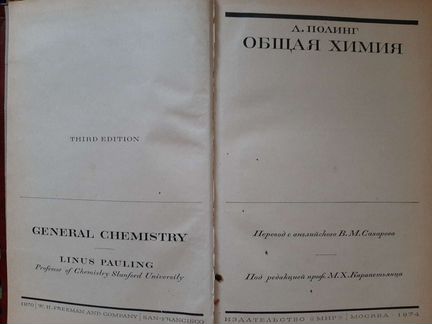 THIRD EDITION
GENERAL CHEMISTRY
LINUS PAULING
Professor of Chemistry Stanford University
1970 | W. H. FREEMAN AND COMPANY | SAN-FRANCISCO
Л. ПОЛИНГ
ОБЩАЯ ХИМИЯ
Перевод с английского В. М. Сахарова
Под редакцией проф. М. Х. Карапетьянца
ИЗДАТЕЛЬСТВО «МИР» | МОСКВА · 1974